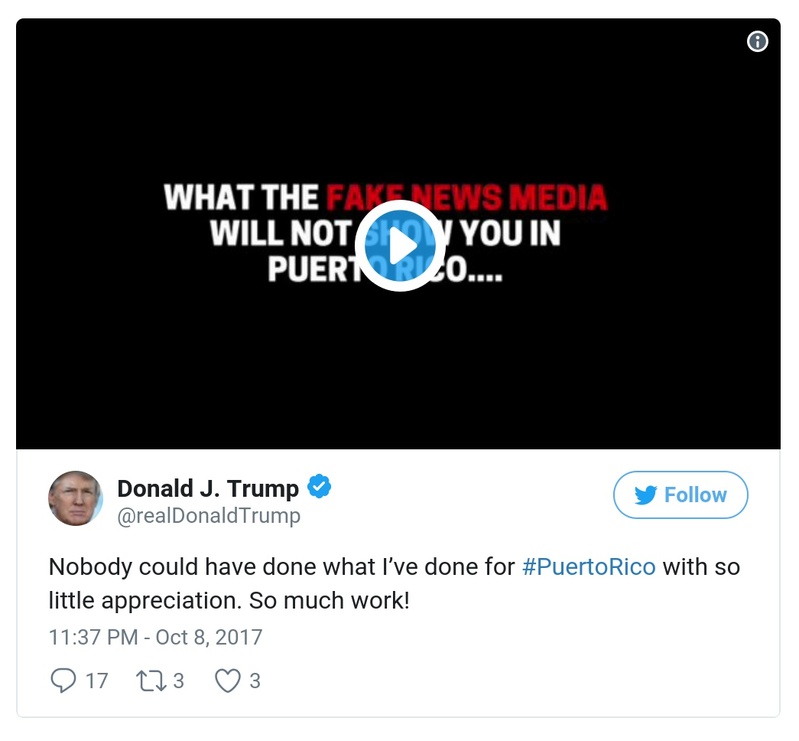 WHAT THE FAKE NEWS MEDIA
WILL NOT SHOW YOU IN
PUERTO RICO....
Donald J. Trump
@realDonaldTrump
Follow
Nobody could have done what I’ve done for #PuertoRico with so
little appreciation. So much work!
11:37 PM - Oct 8, 2017
17 3 3